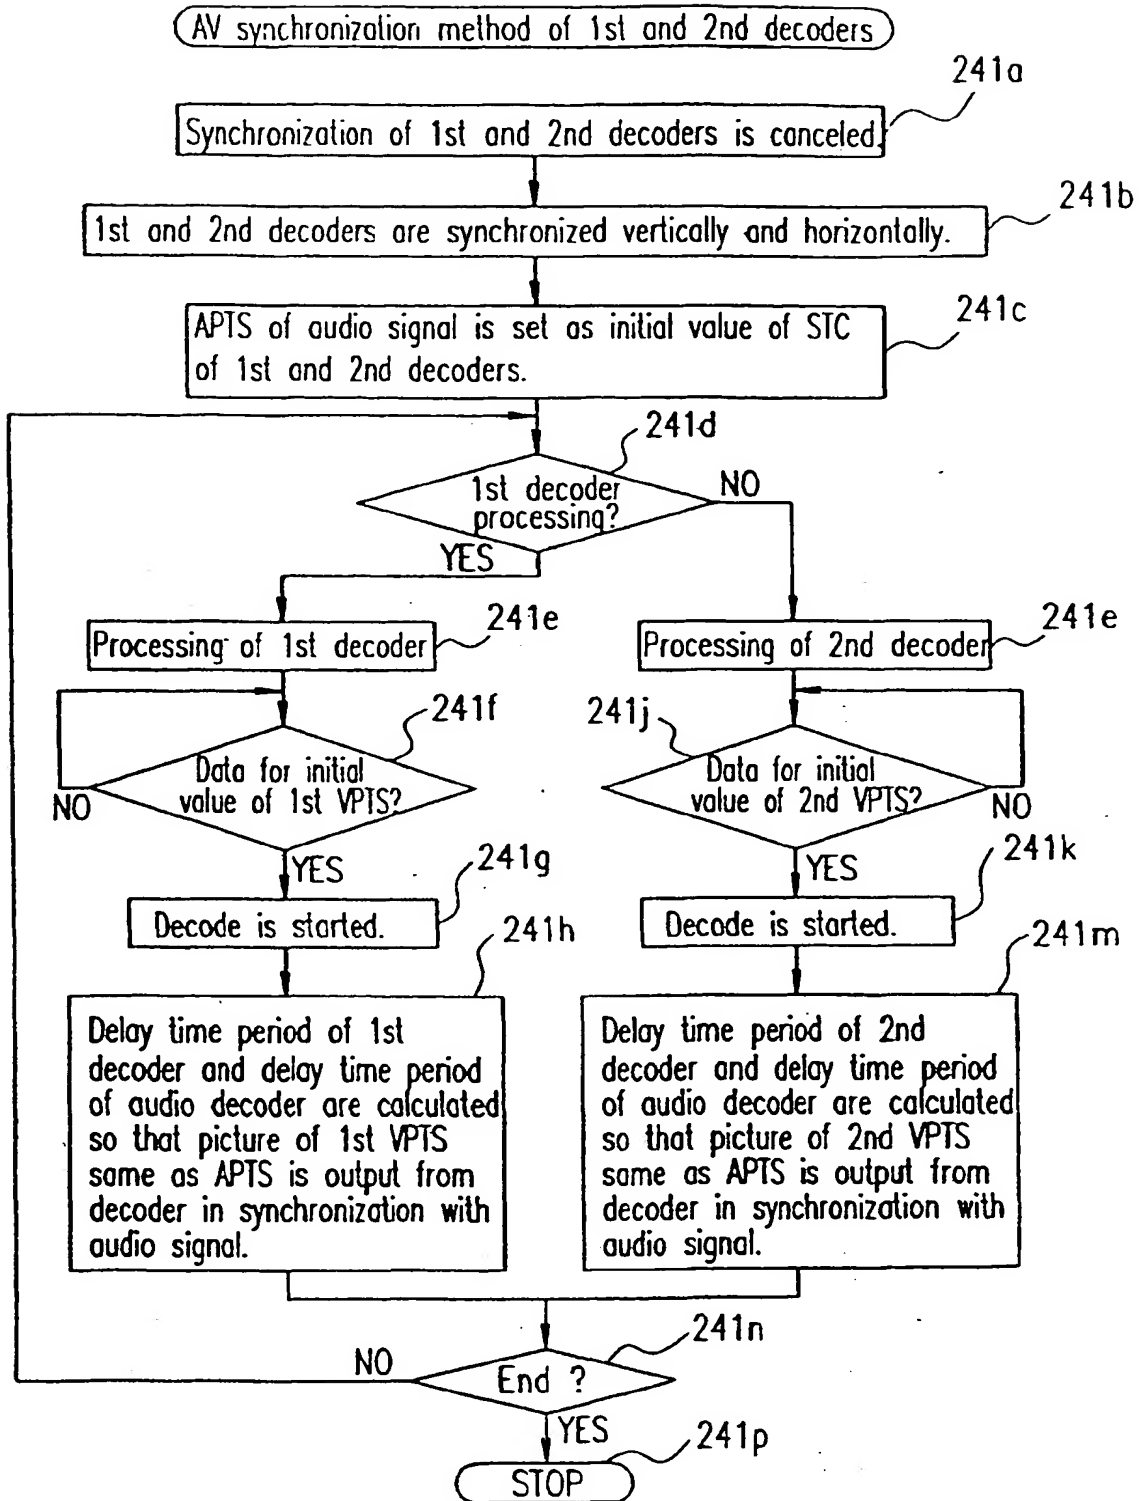 AV synchronization method of 1st and 2nd decoders
241a
Synchronization of 1st and 2nd decoders is canceled.
241b
1st and 2nd decoders are synchronized vertically and horizontally.
241c
APTS of audio signal is set as initial value of STC
of 1st and 2nd decoders.
241d
1st decoder
processing?
NO
YES
241e
Processing of 1st decoder
241e
Processing of 2nd decoder
241f
Data for initial
value of 1st VPTS?
NO
241j
Data for initial
value of 2nd VPTS?
NO
YES
241g
Decode is started.
YES
241k
Decode is started.
241h
Delay time period of 1st
decoder and delay time period
of audio decoder are calculated
so that picture of 1st VPTS
same as APTS is output from
decoder in synchronization with
audio signal.
241m
Delay time period of 2nd
decoder and delay time period
of audio decoder are calculated
so that picture of 2nd VPTS
same as APTS is output from
decoder in synchronization with
audio signal.
241n
NO
End ?
YES
241p
STOP